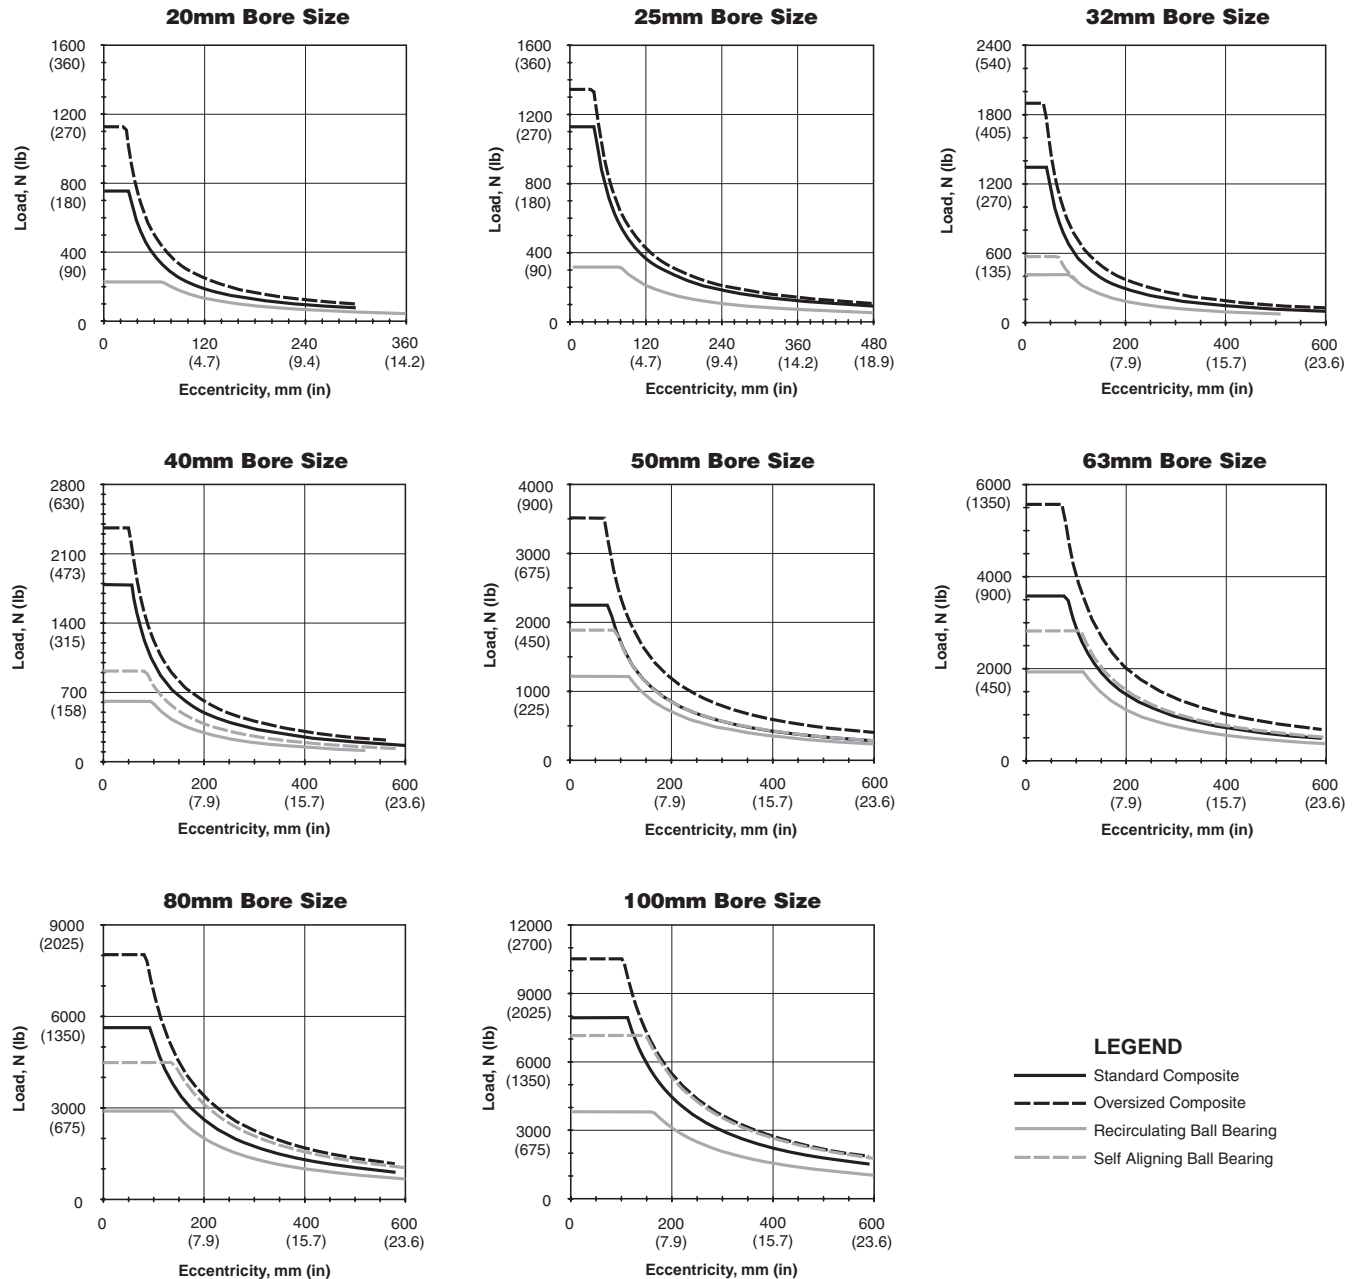 20mm Bore Size
1600
(360)
1200
(270)
800
(180)
400
(90)
0
Load, N (lb)
0 120 240 360
(4.7) (9.4) (14.2)
Eccentricity, mm (in)
25mm Bore Size
1600
(360)
1200
(270)
800
(180)
400
(90)
0
Load, N (lb)
0 120 240 360 480
(4.7) (9.4) (14.2) (18.9)
Eccentricity, mm (in)
32mm Bore Size
2400
(540)
1800
(405)
1200
(270)
600
(135)
0
Load, N (lb)
0 200 400 600
(7.9) (15.7) (23.6)
Eccentricity, mm (in)
40mm Bore Size
2800
(630)
2100
(473)
1400
(315)
700
(158)
0
Load, N (lb)
0 200 400 600
(7.9) (15.7) (23.6)
Eccentricity, mm (in)
50mm Bore Size
4000
(900)
3000
(675)
2000
(450)
1000
(225)
0
Load, N (lb)
0 200 400 600
(7.9) (15.7) (23.6)
Eccentricity, mm (in)
63mm Bore Size
6000
(1350)
4000
(900)
2000
(450)
0
Load, N (lb)
0 200 400 600
(7.9) (15.7) (23.6)
Eccentricity, mm (in)
80mm Bore Size
9000
(2025)
6000
(1350)
3000
(675)
0
Load, N (lb)
0 200 400 600
(7.9) (15.7) (23.6)
Eccentricity, mm (in)
100mm Bore Size
12000
(2700)
9000
(2025)
6000
(1350)
3000
(675)
0
Load, N (lb)
0 200 400 600
(7.9) (15.7) (23.6)
Eccentricity, mm (in)
LEGEND
Standard Composite
Oversized Composite
Recirculating Ball Bearing
Self Aligning Ball Bearing